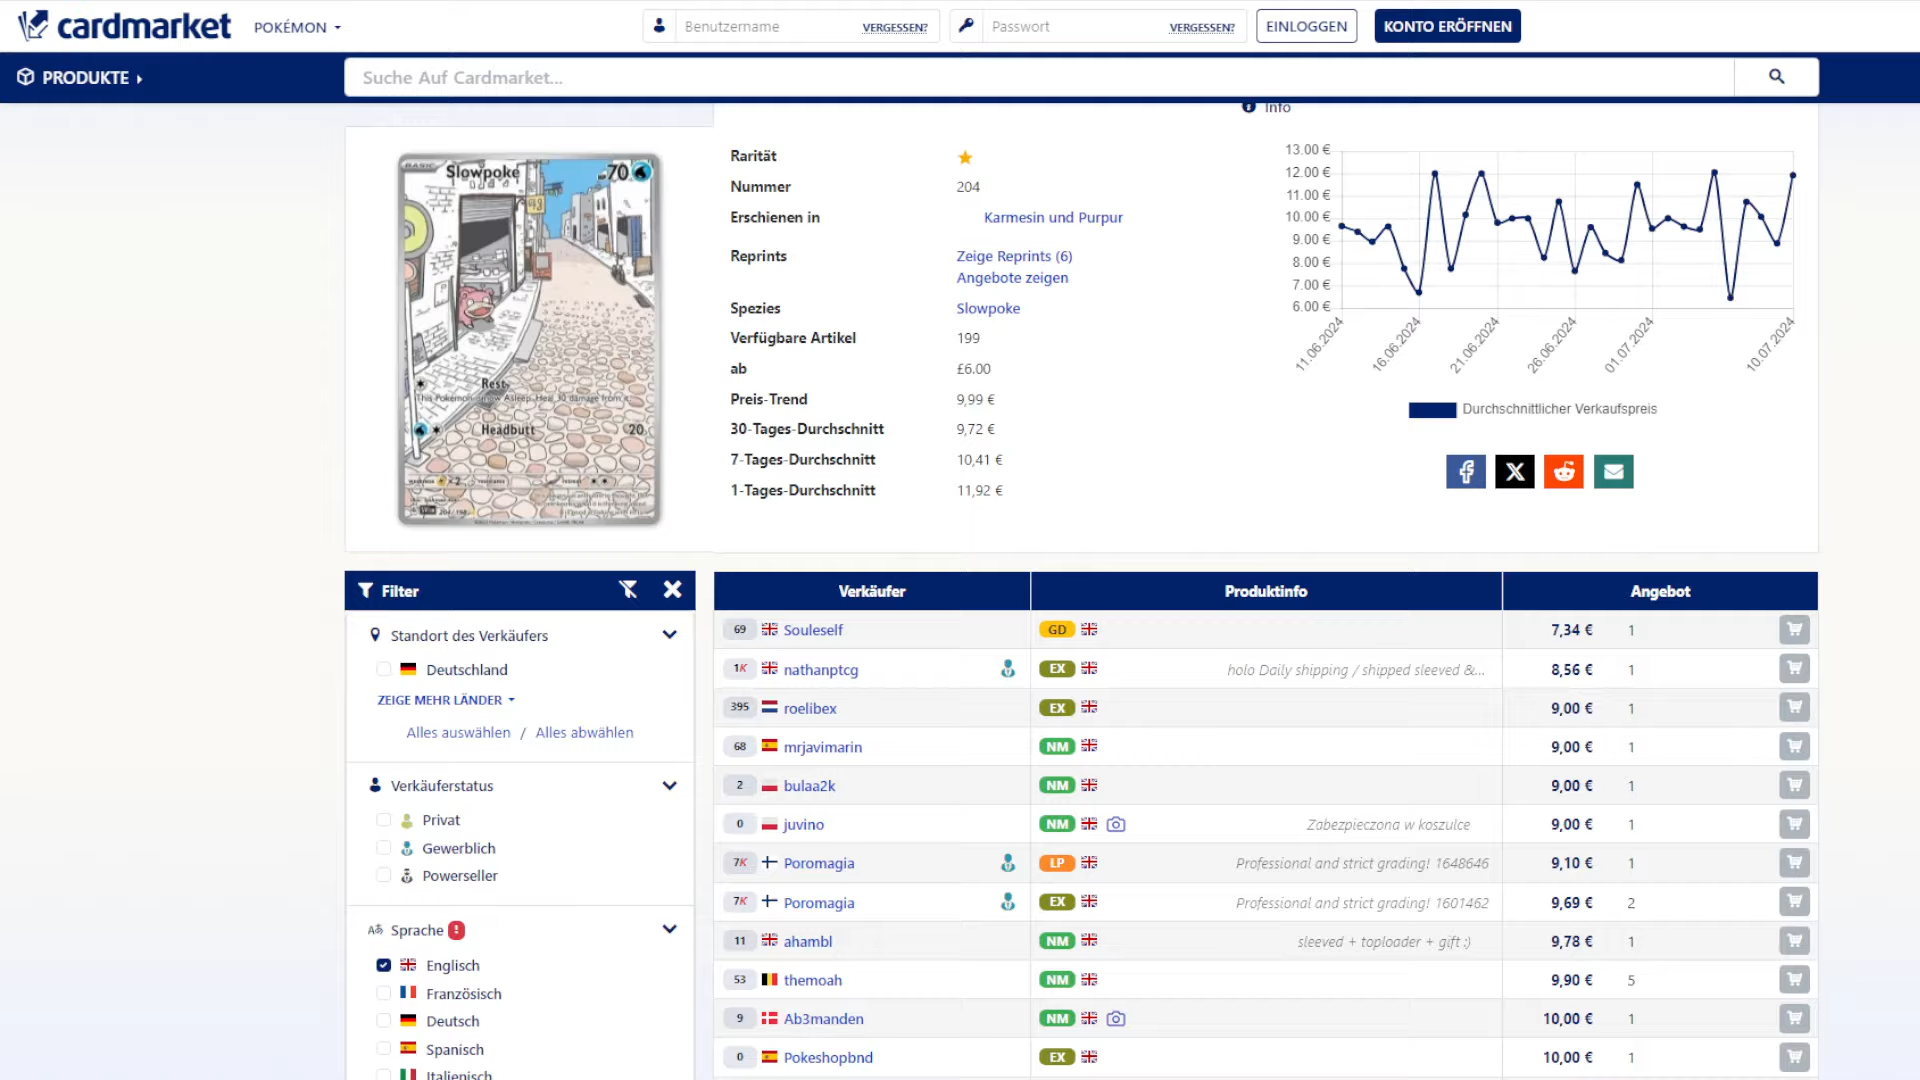 cardmarket
POKÉMON
Benutzername
VERGESSEN?
Passwort
VERGESSEN?
EINLOGGEN
KONTO ERÖFFNEN
PRODUKTE
Suche Auf Cardmarket...
Info
BASIC
Slowpoke
70
Rest
Headbutt
20
Rarität
Nummer
204
Erschienen in
Karmesin und Purpur
Reprints
Zeige Reprints (6)
Angebote zeigen
Spezies
Slowpoke
Verfügbare Artikel
199
ab
£6.00
Preis-Trend
9,99 €
30-Tages-Durchschnitt
9,72 €
7-Tages-Durchschnitt
10,41 €
1-Tages-Durchschnitt
11,92 €
13.00 €
12.00 €
11.00 €
10.00 €
9.00 €
8.00 €
7.00 €
6.00 €
11.06.2024
16.06.2024
21.06.2024
26.06.2024
01.07.2024
10.07.2024
Durchschnittlicher Verkaufspreis
Filter
Standort des Verkäufers
Deutschland
ZEIGE MEHR LÄNDER
Alles auswählen / Alles abwählen
Verkäuferstatus
Privat
Gewerblich
Powerseller
Sprache
Englisch
Französisch
Deutsch
Spanisch
Italienisch
Verkäufer Produktinfo Angebot
69 Souleself GD 7,34 € 1
1K nathanptcg EX holo Daily shipping / shipped sleeved &... 8,56 € 1
395 roelibex EX 9,00 € 1
68 mrjavimarin NM 9,00 € 1
2 bulaa2k NM 9,00 € 1
0 juvino NM Zabezpieczona w koszulce 9,00 € 1
7K Poromagia LP Professional and strict grading! 1648646 9,10 € 1
7K Poromagia EX Professional and strict grading! 1601462 9,69 € 2
11 ahambl NM sleeved + toploader + gift ;) 9,78 € 1
53 themoah NM 9,90 € 5
9 Ab3manden NM 10,00 € 1
0 Pokeshopbnd EX 10,00 € 1